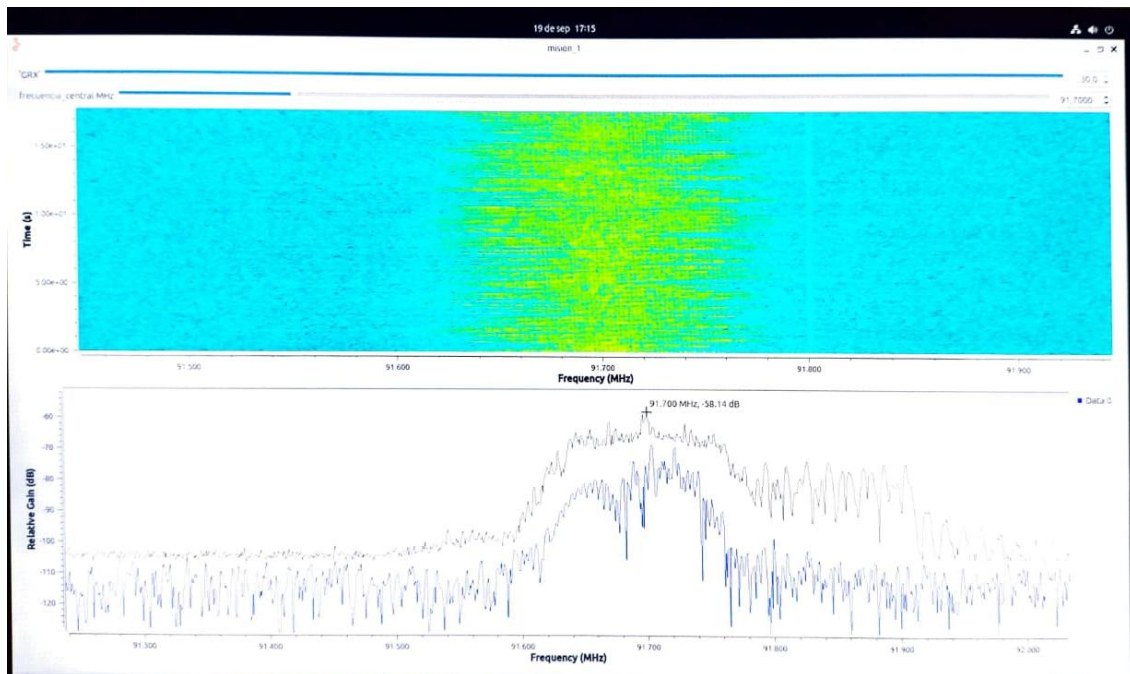 19 de sep 17:15
mision_1
'GRX' 30,0
frecuencia_central MHz 91,7000
Time (s)
1.50e+01
1.00e+01
5.00e+00
0.00e+00
91.500 91.600 91.700 91.800 91.900
Frequency (MHz)
91.700 MHz, -58.14 dB
Data 0
Relative Gain (dB)
-60
-70
-80
-90
-100
-110
-120
91.300 91.400 91.500 91.600 91.700 91.800 91.900 92.000
Frequency (MHz)